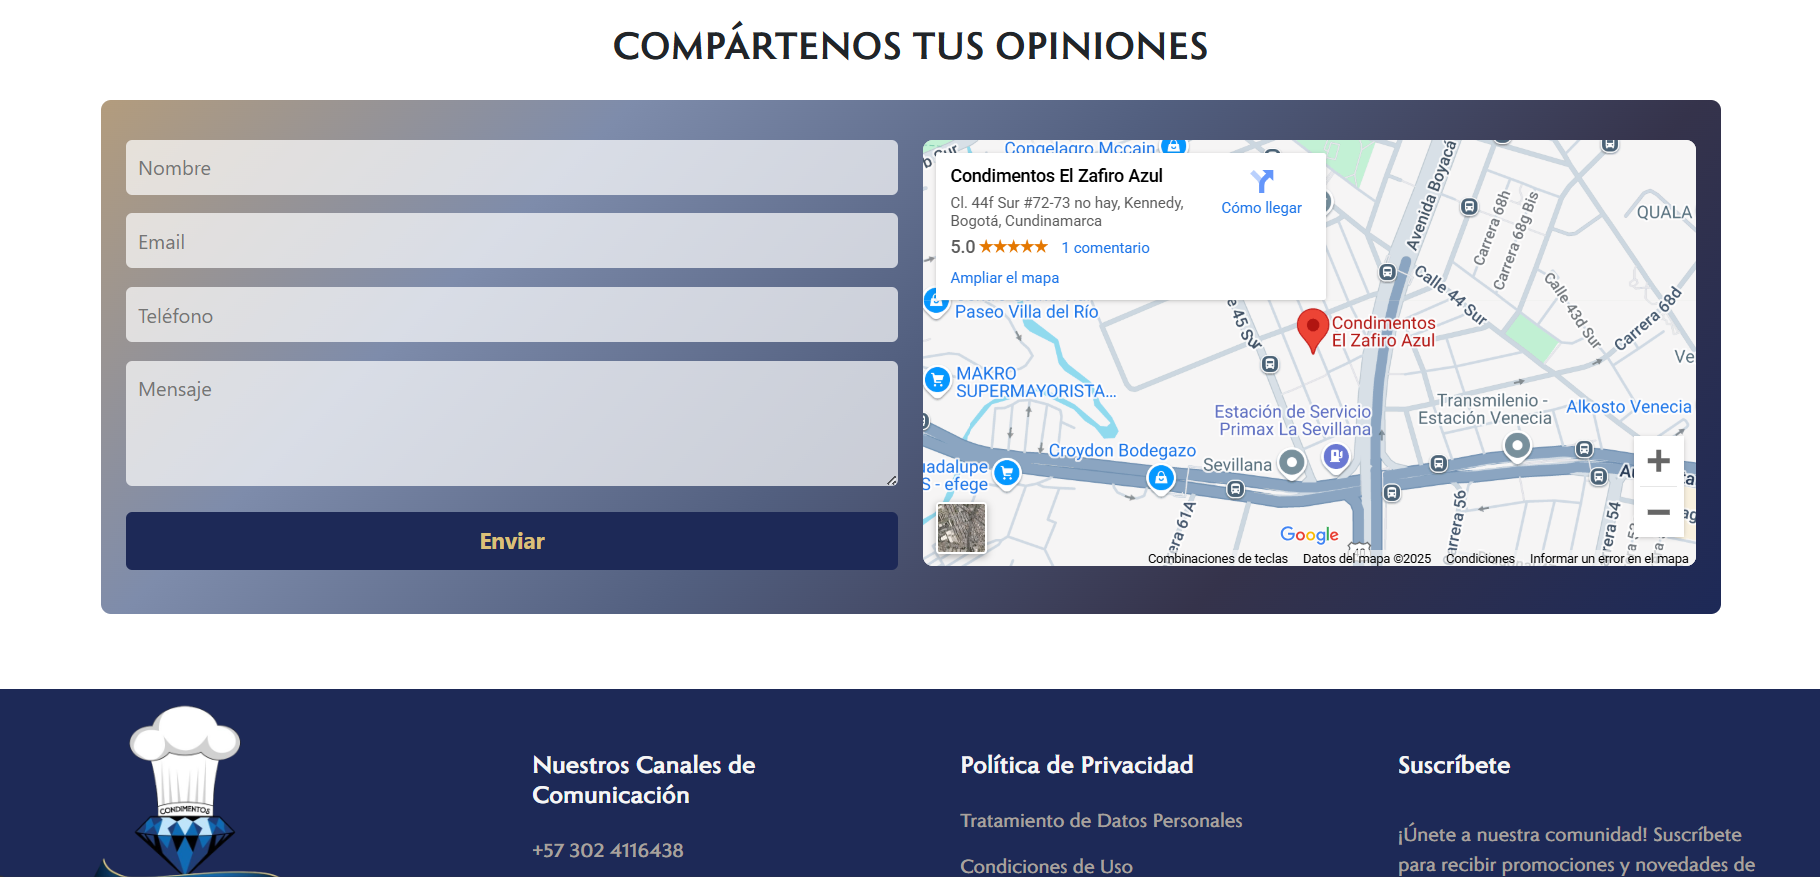 COMPÁRTENOS TUS OPINIONES
Nombre
Email
Teléfono
Mensaje
Enviar
Congelagro Mccain
Condimentos El Zafiro Azul
Cl. 44f Sur #72-73 no hay, Kennedy,
Bogotá, Cundinamarca
5.0
1 comentario
Ampliar el mapa
Cómo llegar
Avenida Boyacá
Carrera 68h
Carrera 68g Bis
QUALA
Calle 44 Sur
Calle 43d Sur
Carrera 68d
Paseo Villa del Río
45 Sur
Condimentos
El Zafiro Azul
MAKRO
SUPERMAYORISTA...
Estación de Servicio
Primax La Sevillana
Transmilenio -
Estación Venecia
Alkosto Venecia
Croydon Bodegazo
Sevillana
S - efege
61A
56
54
Google
Combinaciones de teclas
Datos del mapa ©2025
Condiciones
Informar un error en el mapa
CONDIMENTOS
Nuestros Canales de
Comunicación
+57 302 4116438
Política de Privacidad
Tratamiento de Datos Personales
Condiciones de Uso
Suscríbete
¡Únete a nuestra comunidad! Suscríbete
para recibir promociones y novedades de